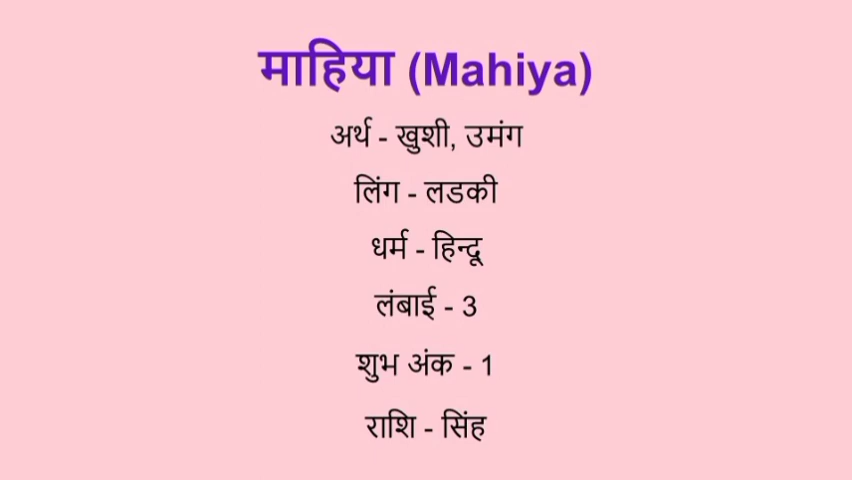 माहिया (Mahiya)
अर्थ - खुशी, उमंग
लिंग - लडकी
धर्म - हिन्दू
लंबाई - 3
शुभ अंक - 1
राशि - सिंह